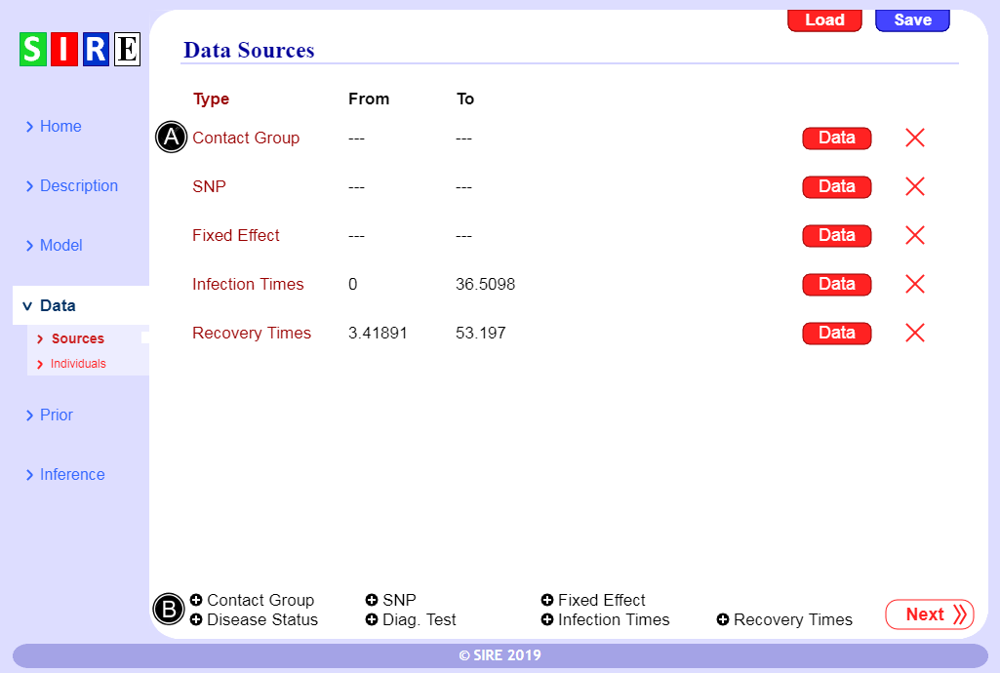 Load Save
SIRE
Data Sources
Type From To
Home
A Contact Group --- --- Data
Description
SNP --- --- Data
Fixed Effect --- --- Data
Model
Infection Times 0 36.5098 Data
Data
Recovery Times 3.41891 53.197 Data
Sources
Individuals
Prior
Inference
B Contact Group SNP Fixed Effect
Disease Status Diag. Test Infection Times Recovery Times
Next
© SIRE 2019